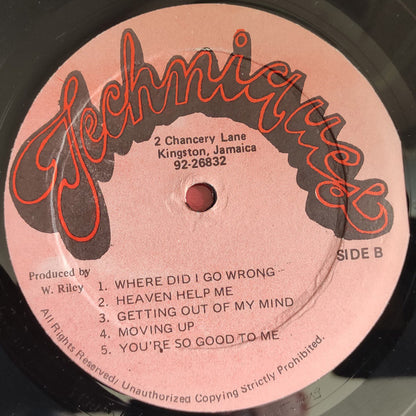 Techniques
2 Chancery Lane
Kingston, Jamaica
92-26832
SIDE B
Produced by
W. Riley
1. WHERE DID I GO WRONG
2. HEAVEN HELP ME
3. GETTING OUT OF MY MIND
4. MOVING UP
5. YOU'RE SO GOOD TO ME
All Rights Reserved/ Unauthorized Copying Strictly Prohibited.